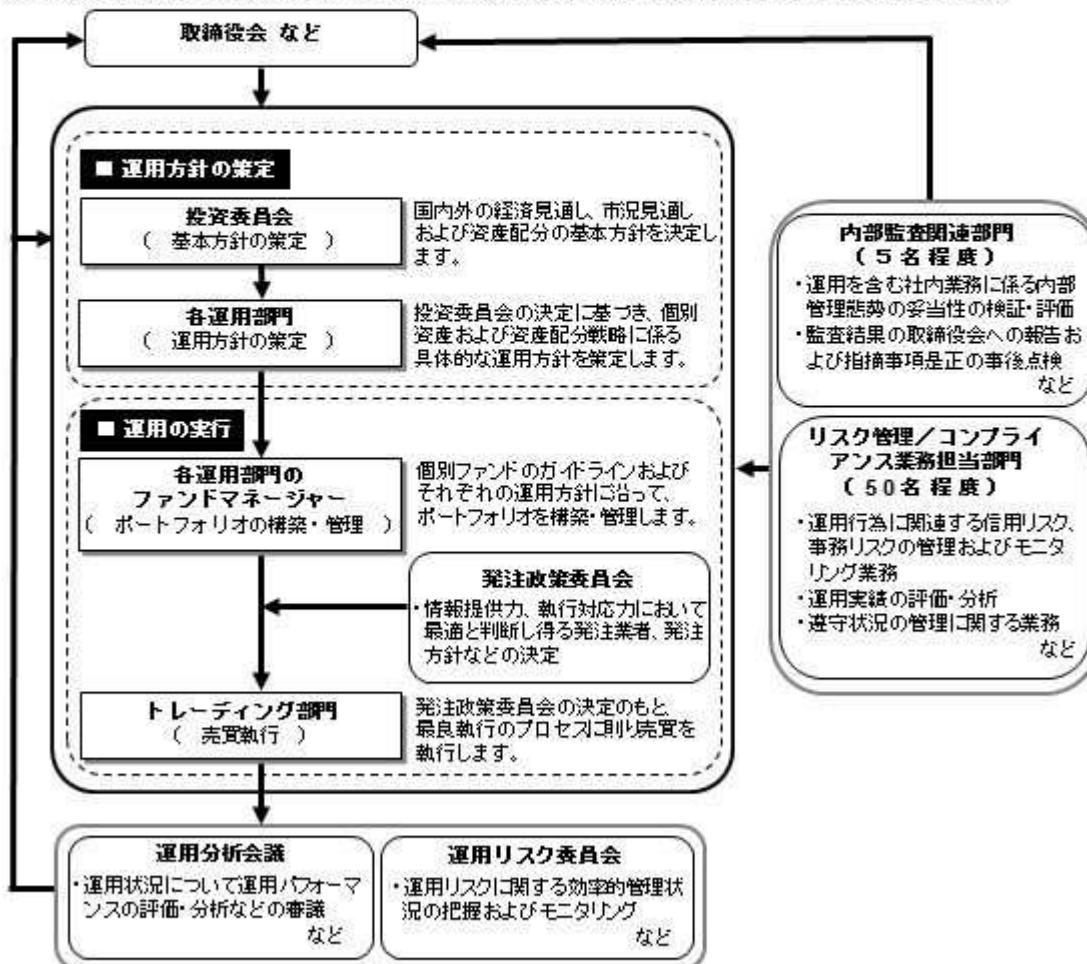 取締役会 など
■ 運用方針の策定
投資委員会
( 基本方針の策定 )
国内外の経済見通し、市況見通し
および資産配分の基本方針を決定し
ます。
各運用部門
( 運用方針の策定 )
投資委員会の決定に基づき、個別
資産および資産配分戦略に係る
具体的な運用方針を策定します。
■ 運用の実行
各運用部門の
ファンドマネージャー
( ポートフォリオの構築・管理 )
個別ファンドのガイドラインおよび
それぞれの運用方針に沿って、
ポートフォリオを構築・管理します。
発注政策委員会
・情報提供力、執行対応力において
最適と判断し得る発注業者、発注
方針などの決定
トレーディング部門
( 売買執行 )
発注政策委員会の決定のもと
最良執行のプロセスに則り売買を
執行します。
運用分析会議
・運用状況について運用パフォーマ
ンスの評価・分析などの審議
など
運用リスク委員会
・運用リスクに関する効率的管理状
況の把握およびモニタリング
など
内部監査関連部門
(5名程度)
・運用を含む社内業務に係る内部
管理態勢の妥当性の検証・評価
・監査結果の取締役会への報告お
よび指摘事項是正の事後点検
など
リスク管理/コンプライ
アンス業務担当部門
(50名程度)
・運用行為に関連する信用リスク、
事務リスクの管理およびモニタ
リング業務
・運用実績の評価・分析
・遵守状況の管理に関する業務
など